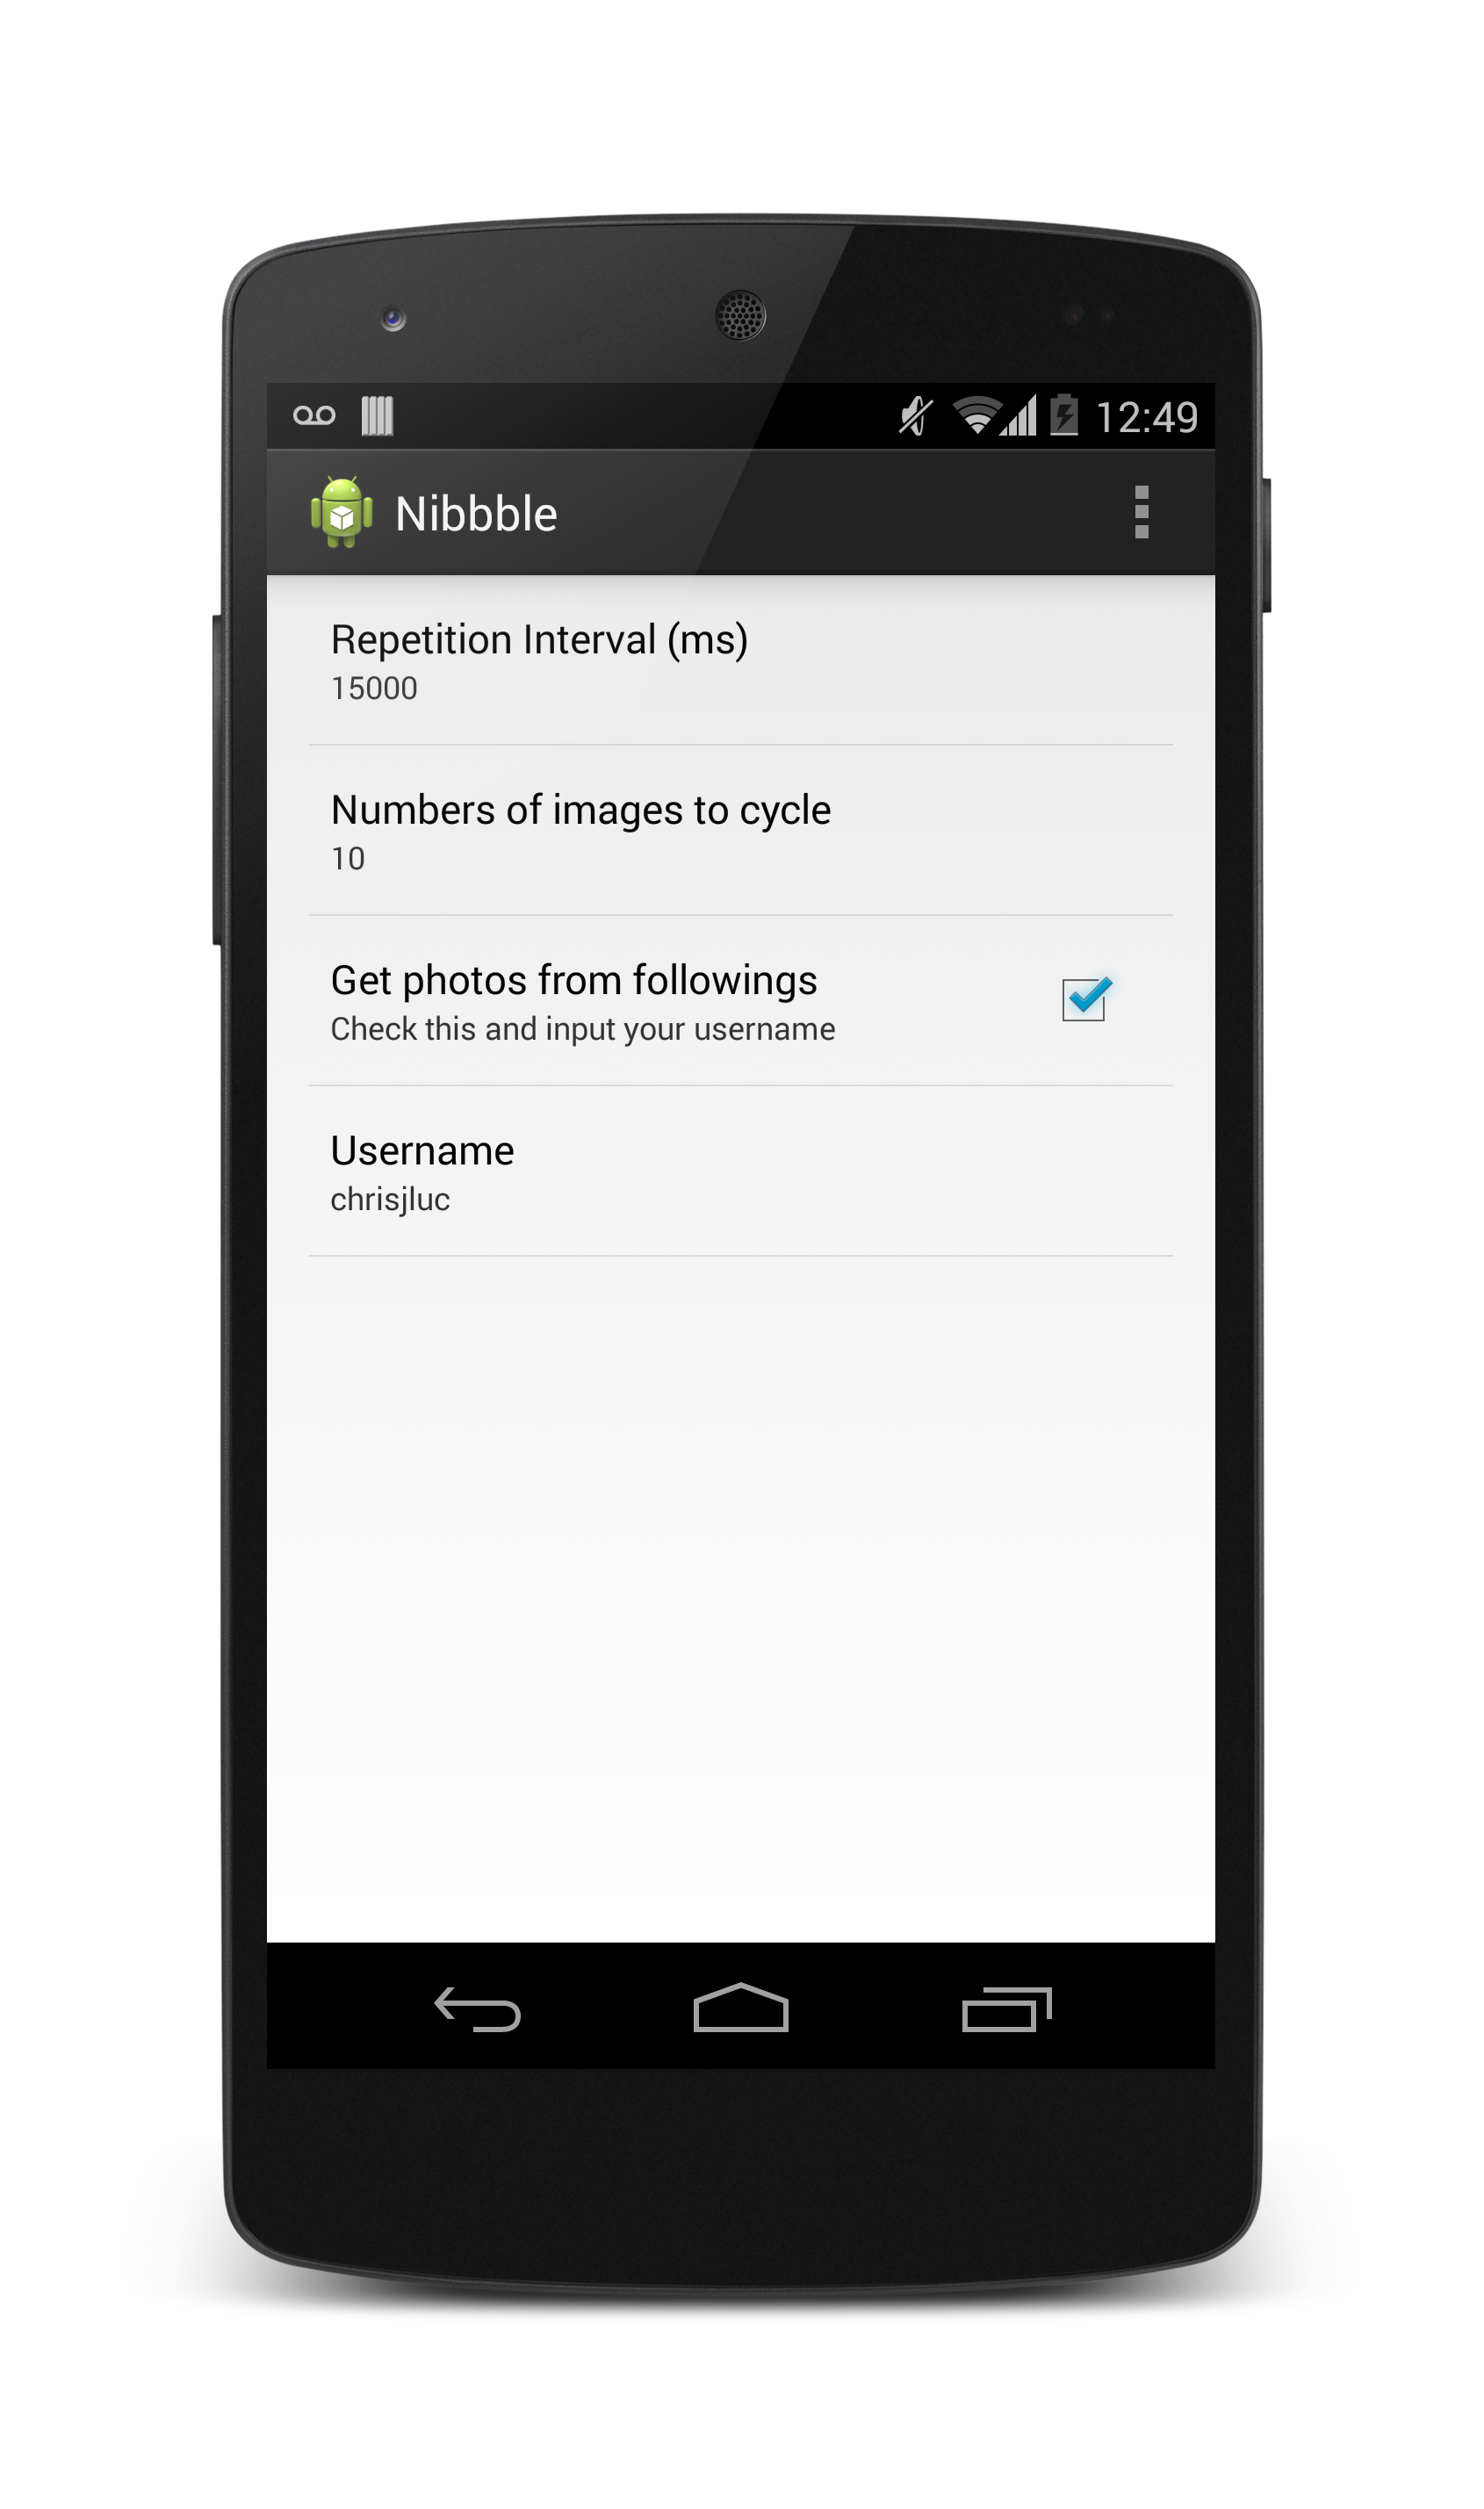 12:49
Nibbble
Repetition Interval (ms)
15000
Numbers of images to cycle
10
Get photos from followings
Check this and input your username
Username
chrisjluc